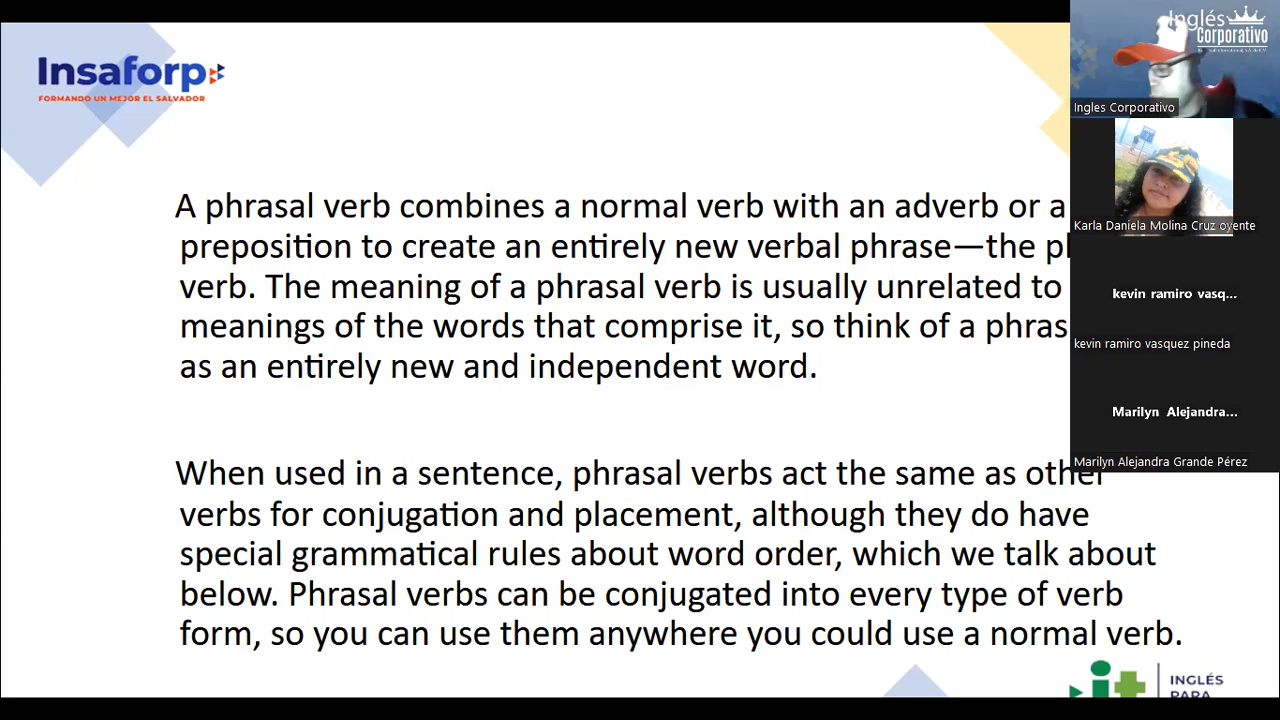 Insaforp
FORMANDO UN MEJOR EL SALVADOR
A phrasal verb combines a normal verb with an adverb or a
preposition to create an entirely new verbal phrase—the
verb. The meaning of a phrasal verb is usually unrelated to
meanings of the words that comprise it, so think of a
as an entirely new and independent word.
When used in a sentence, phrasal verbs act the same as other
verbs for conjugation and placement, although they do have
special grammatical rules about word order, which we talk about
below. Phrasal verbs can be conjugated into every type of verb
form, so you can use them anywhere you could use a normal verb.
Inglés
Corporativo
Ingles Corporativo
Karla Daniela Molina Cruz oyente
kevin ramiro vasq...
kevin ramiro vasquez pineda
Marilyn Alejandra...
Marilyn Alejandra Grande Pérez
INGLÉS
PARA